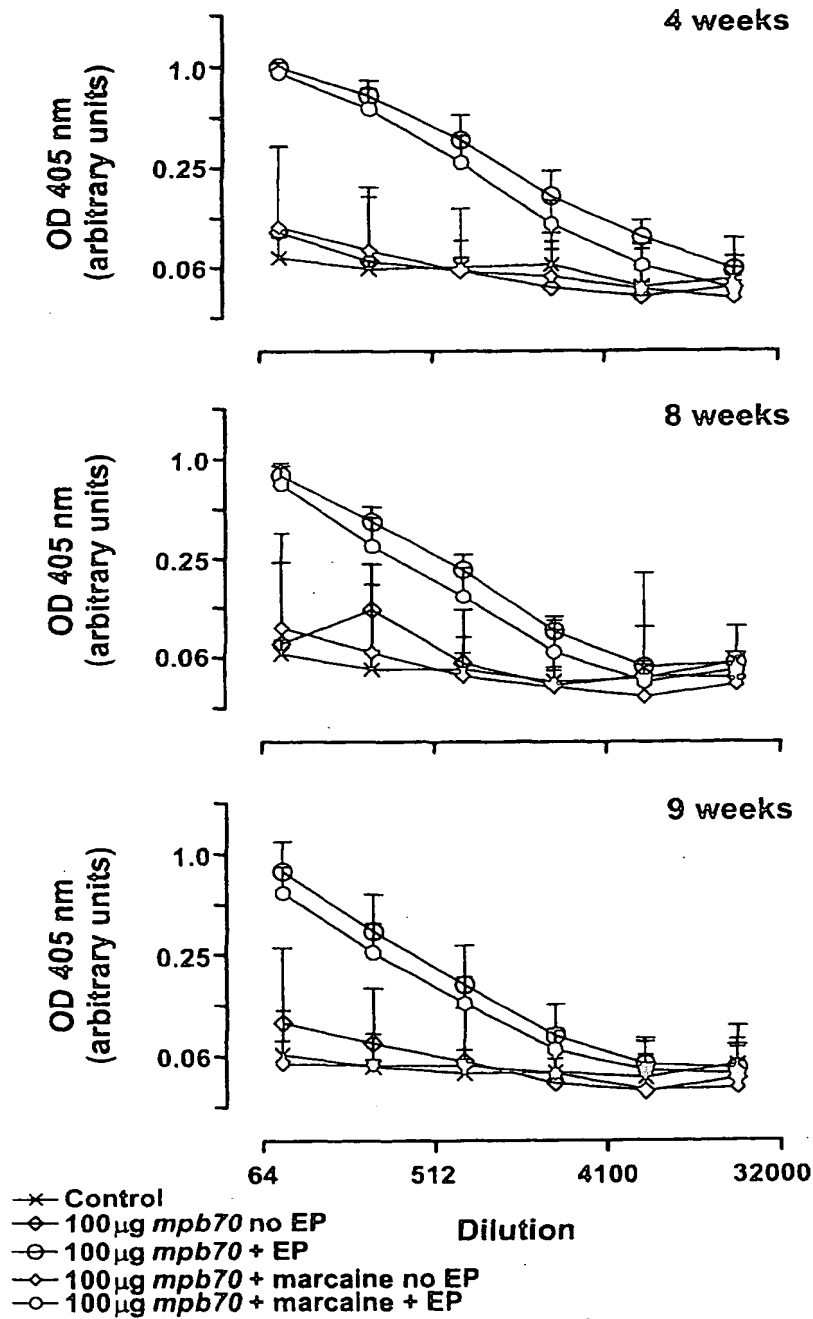 4 weeks
OD 405 nm
(arbitrary units)
1.0
0.25
0.06
8 weeks
OD 405 nm
(arbitrary units)
1.0
0.25
0.06
9 weeks
OD 405 nm
(arbitrary units)
1.0
0.25
0.06
64 512 4100 32000
Dilution
Control
100µg mpb70 no EP
100µg mpb70 + EP
100µg mpb70 + marcaine no EP
100µg mpb70 + marcaine + EP